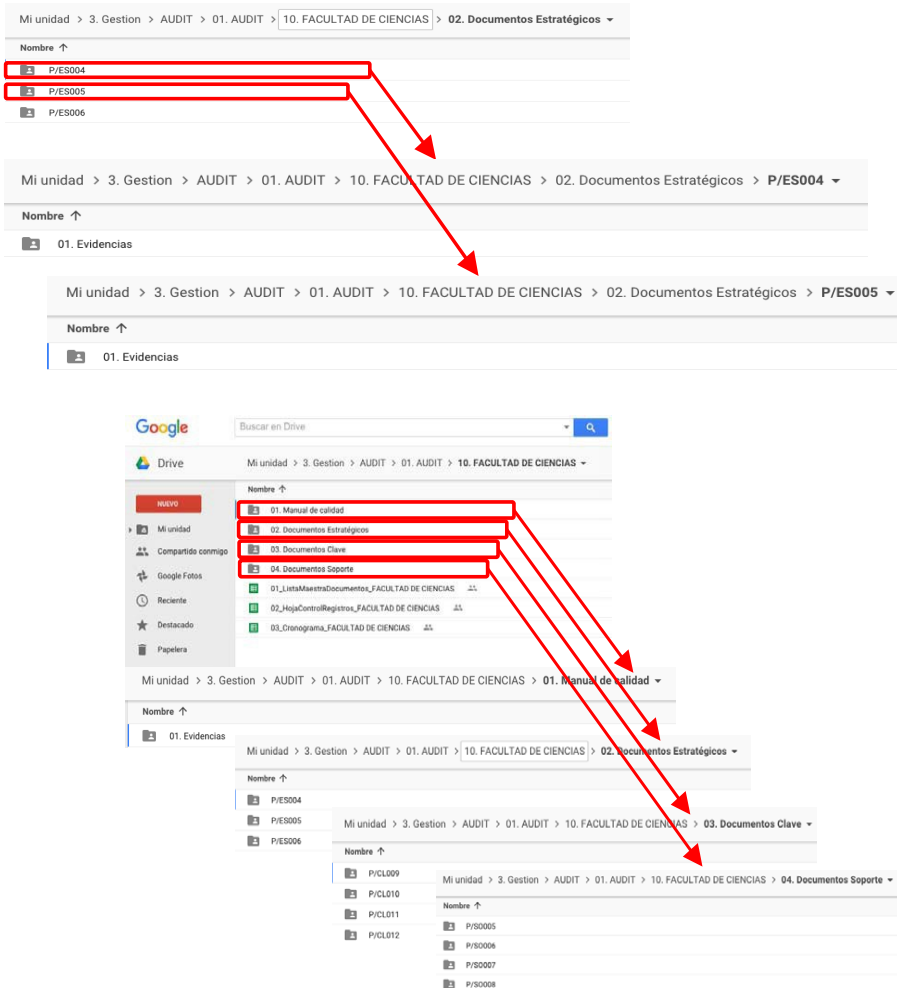 Mi unidad > 3. Gestion > AUDIT > 01. AUDIT > 10. FACULTAD DE CIENCIAS > 02. Documentos Estratégicos
Nombre ↑
P/ES004
P/ES005
P/ES006
Mi unidad > 3. Gestion > AUDIT > 01. AUDIT > 10. FACULTAD DE CIENCIAS > 02. Documentos Estratégicos > P/ES004
Nombre ↑
01. Evidencias
Mi unidad > 3. Gestion > AUDIT > 01. AUDIT > 10. FACULTAD DE CIENCIAS > 02. Documentos Estratégicos > P/ES005
Nombre ↑
01. Evidencias
Google
Buscar en Drive
Drive
Mi unidad > 3. Gestion > AUDIT > 01. AUDIT > 10. FACULTAD DE CIENCIAS
Nombre ↑
NUEVO
Mi unidad
Compartido conmigo
Google Fotos
Reciente
Destacado
Papelera
01. Manual de calidad
02. Documentos Estratégicos
03. Documentos Clave
04. Documentos Soporte
01_ListaMaestraDocumentos_FACULTAD DE CIENCIAS
02_HojaControlRegistros_FACULTAD DE CIENCIAS
03_Cronograma_FACULTAD DE CIENCIAS
Mi unidad > 3. Gestion > AUDIT > 01. AUDIT > 10. FACULTAD DE CIENCIAS > 01. Manual de calidad
Nombre ↑
01. Evidencias
Mi unidad > 3. Gestion > AUDIT > 01. AUDIT > 10. FACULTAD DE CIENCIAS > 02. Documentos Estratégicos
Nombre ↑
P/ES004
P/ES005
P/ES006
Mi unidad > 3. Gestion > AUDIT > 01. AUDIT > 10. FACULTAD DE CIENCIAS > 03. Documentos Clave
Nombre ↑
P/CL009
P/CL010
P/CL011
P/CL012
Mi unidad > 3. Gestion > AUDIT > 01. AUDIT > 10. FACULTAD DE CIENCIAS > 04. Documentos Soporte
Nombre ↑
P/SO005
P/SO006
P/SO007
P/SO008